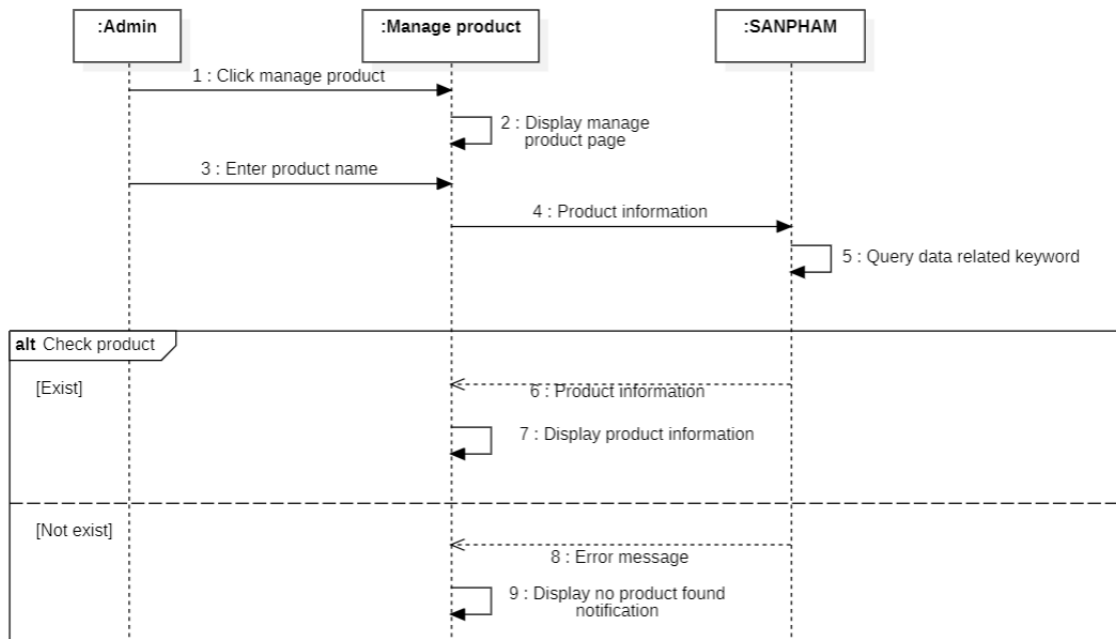 :Admin
:Manage product
:SANPHAM
1 : Click manage product
2 : Display manage
product page
3 : Enter product name
4 : Product information
5 : Query data related keyword
alt Check product
[Exist]
6 : Product information
7 : Display product information
[Not exist]
8 : Error message
9 : Display no product found
notification